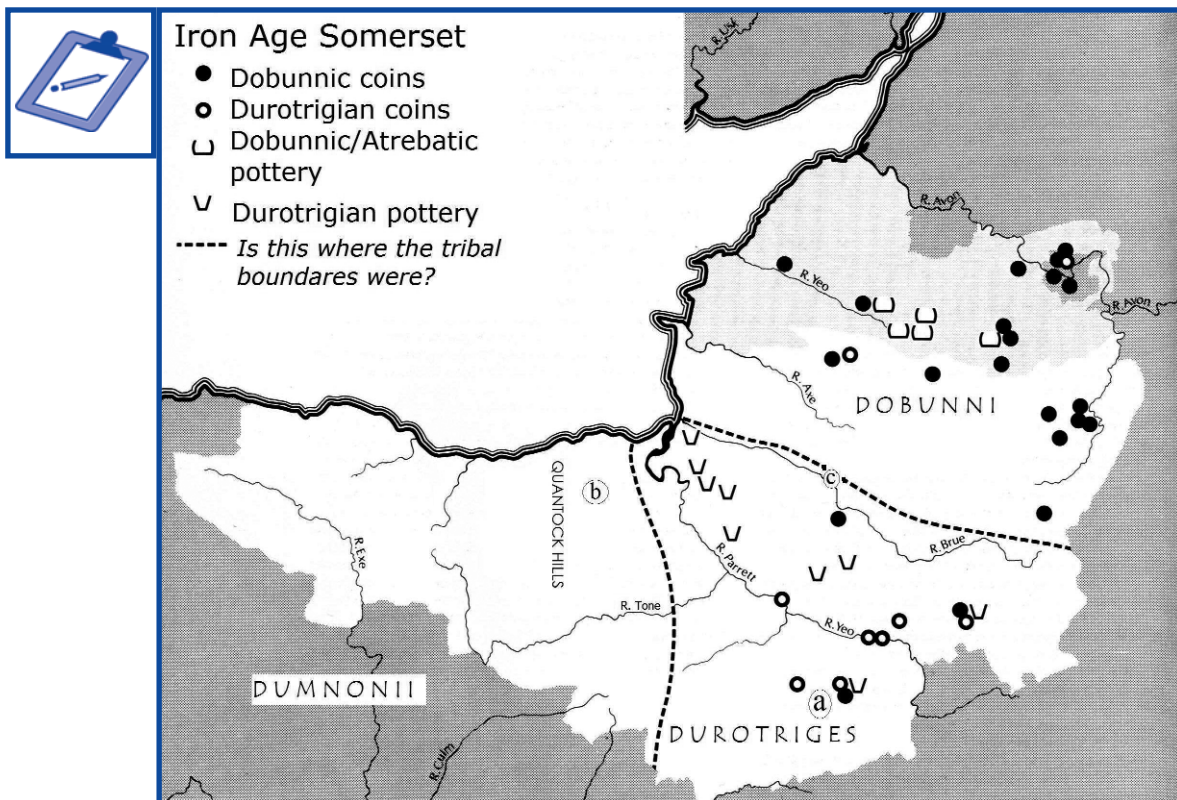 Iron Age Somerset
Dobunnic coins
Durotrigian coins
Dobunnic/Atrebatic
pottery
Durotrigian pottery
Is this where the tribal
boundares were?
R.Usk
R. Avon
R. Yeo
R. Avon
R. Axe
DOBUNNI
c
b
QUANTOCK HILLS
R. Brue
R.Exe
R. Parrett
R. Tone
R. Yeo
DUMNONII
a
DUROTRIGES
R. Culm